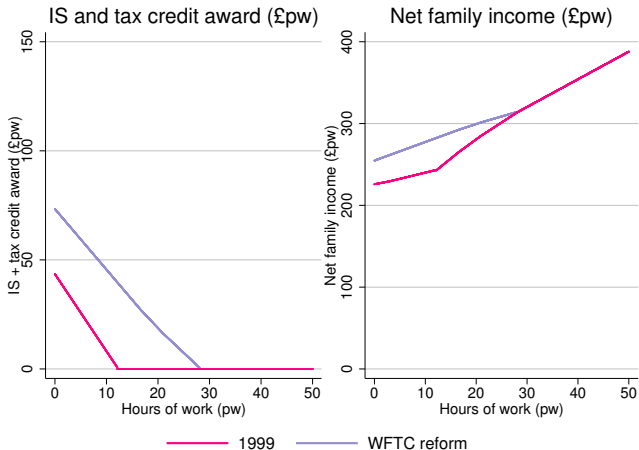 IS and tax credit award (£pw)
IS + tax credit award (£pw)
150
100
50
0
0 10 20 30 40 50
Hours of work (pw)
Net family income (£pw)
Net family income (£pw)
400
300
200
100
0
0 10 20 30 40 50
Hours of work (pw)
1999 WFTC reform